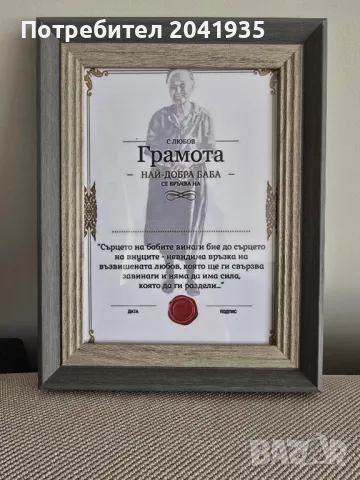 Потребител 2041935
С ЛЮБОВ
Грамота
– НАЙ-ДОБРА БАБА –
СЕ ВРЪЧВА НА
"Сърцето на бабите винаги бие до сърцето
на внуците - невидима връзка на
възвишената любов, която ще ги свързва
завинаги и няма да има сила,
която да ги раздели..."
ДАТА
ПОДПИС
BAZAR